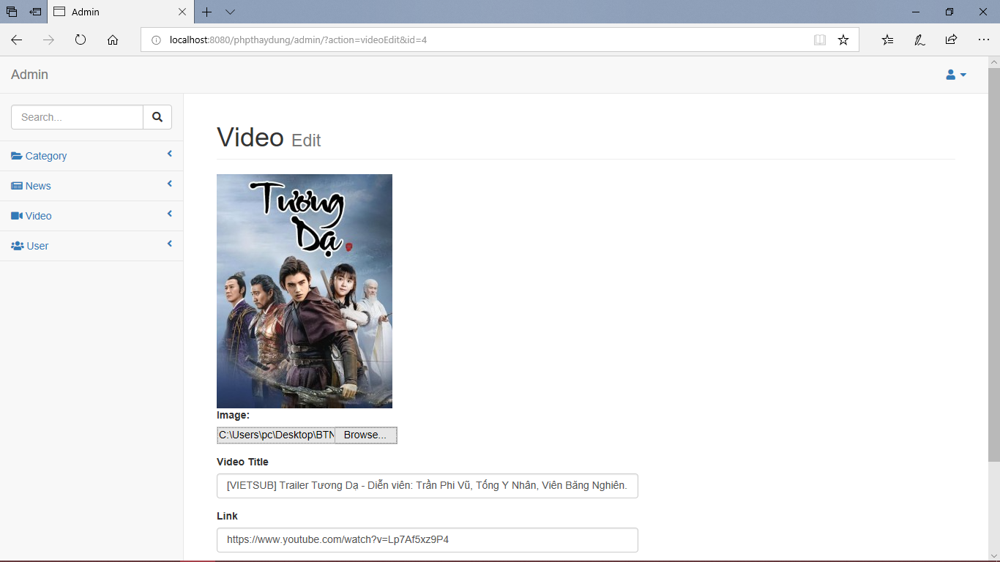 Admin
localhost:8080/phpthaydung/admin/?action=videoEdit&id=4
Admin
Search...
Category
News
Video
User
Video Edit
Tương
Dạ
Image:
C:\Users\pc\Desktop\BTN Browse...
Video Title
[VIETSUB] Trailer Tương Dạ - Diễn viên: Trần Phi Vũ, Tống Y Nhân, Viên Băng Nghiên.
Link
https://www.youtube.com/watch?v=Lp7Af5xz9P4